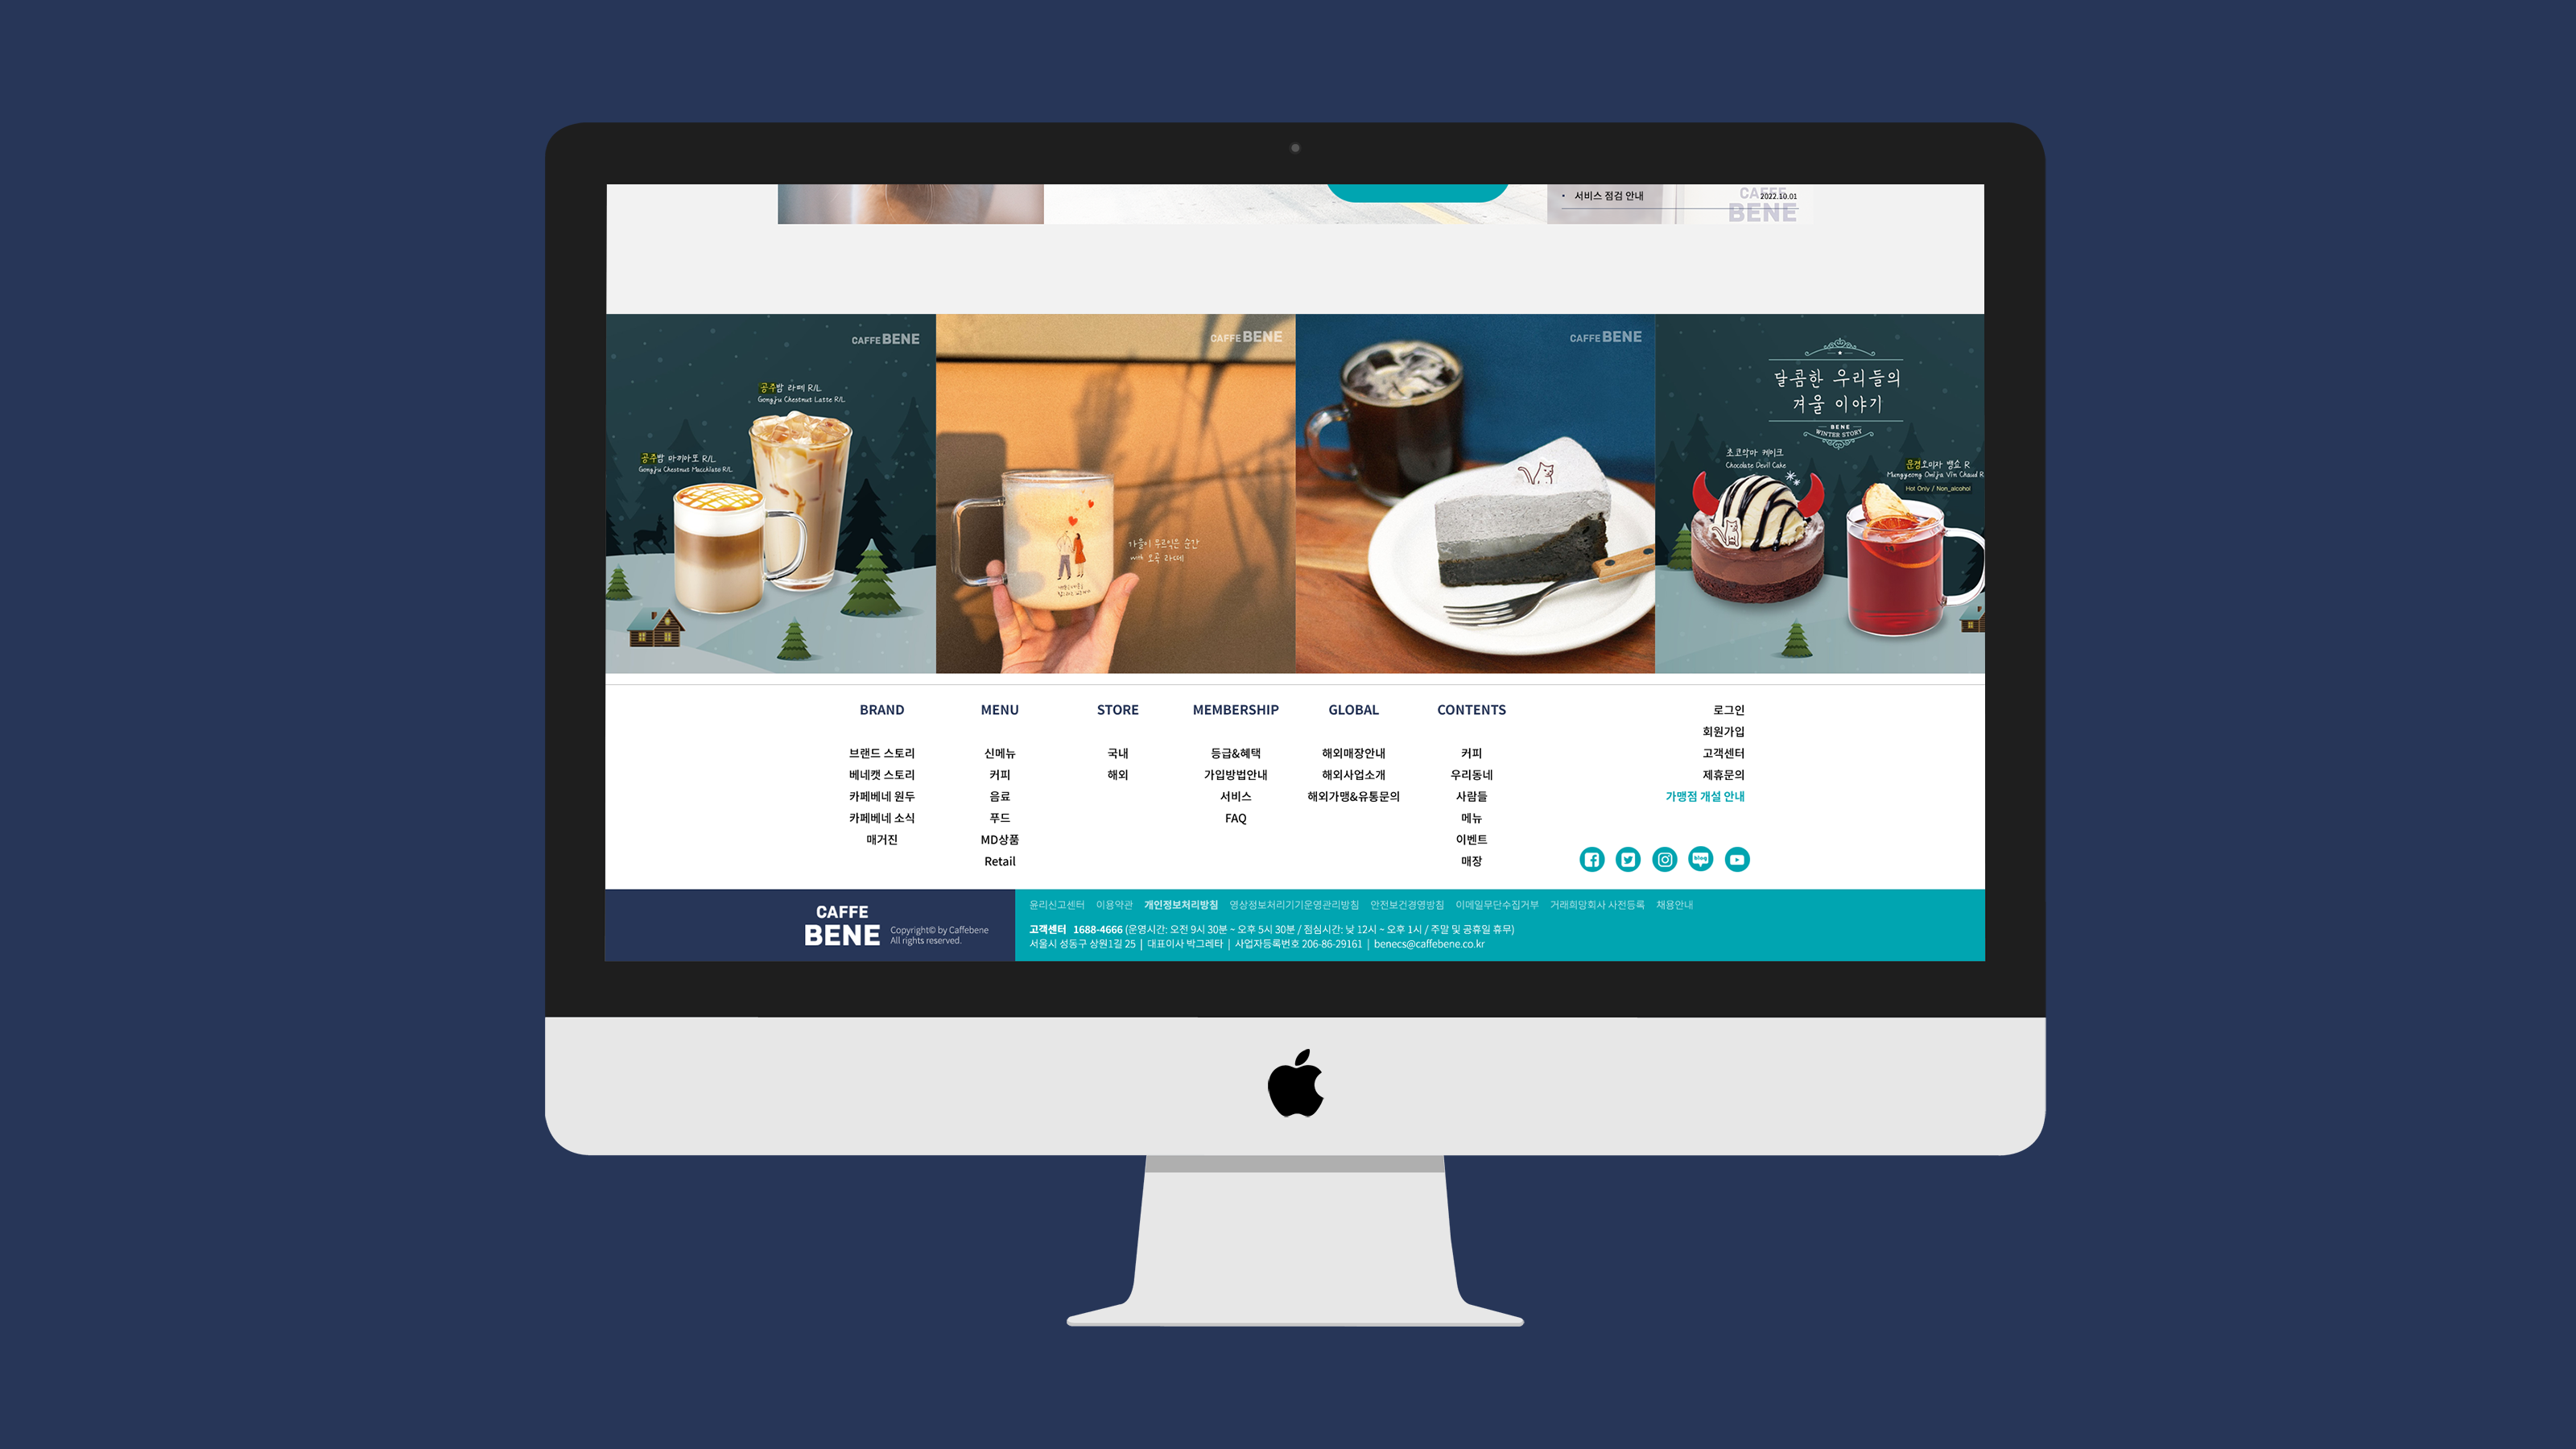 서비스 점검 안내
2022.10.01
CAFFE
BENE
CAFFE BENE
공주밤 라떼 R/L
Gongju Chestnut Latte R/L
공주밤 마끼아또 R/L
Gongju Chestnut Macchiato R/L
CAFFE BENE
가을이 무르익은 순간
with 오곡 라떼
CAFFE BENE
달콤한 우리들의
겨울 이야기
BENE
WINTER STORY
초코악마 케이크
Chocolate Devil Cake
문경오미자 뱅쇼 R
Mungyeong Omija Vin Chaud R
Hot Only / Non_alcohol
BRAND
브랜드 스토리
베네캣 스토리
카페베네 원두
카페베네 소식
매거진
MENU
신메뉴
커피
음료
푸드
MD상품
Retail
STORE
국내
해외
MEMBERSHIP
등급&혜택
가입방법안내
서비스
FAQ
GLOBAL
해외매장안내
해외사업소개
해외가맹&유통문의
CONTENTS
커피
우리동네
사람들
메뉴
이벤트
매장
로그인
회원가입
고객센터
제휴문의
가맹점 개설 안내
blog
CAFFE
BENE
Copyright© by Caffebene
All rights reserved.
윤리신고센터 이용약관 개인정보처리방침 영상정보처리기기운영관리방침 안전보건경영방침 이메일무단수집거부 거래희망회사 사전등록 채용안내
고객센터 1688-4666 (운영시간: 오전 9시 30분 ~ 오후 5시 30분 / 점심시간: 낮 12시 ~ 오후 1시 / 주말 및 공휴일 휴무)
서울시 성동구 상원1길 25 | 대표이사 박그레타 | 사업자등록번호 206-86-29161 | benecs@caffebene.co.kr